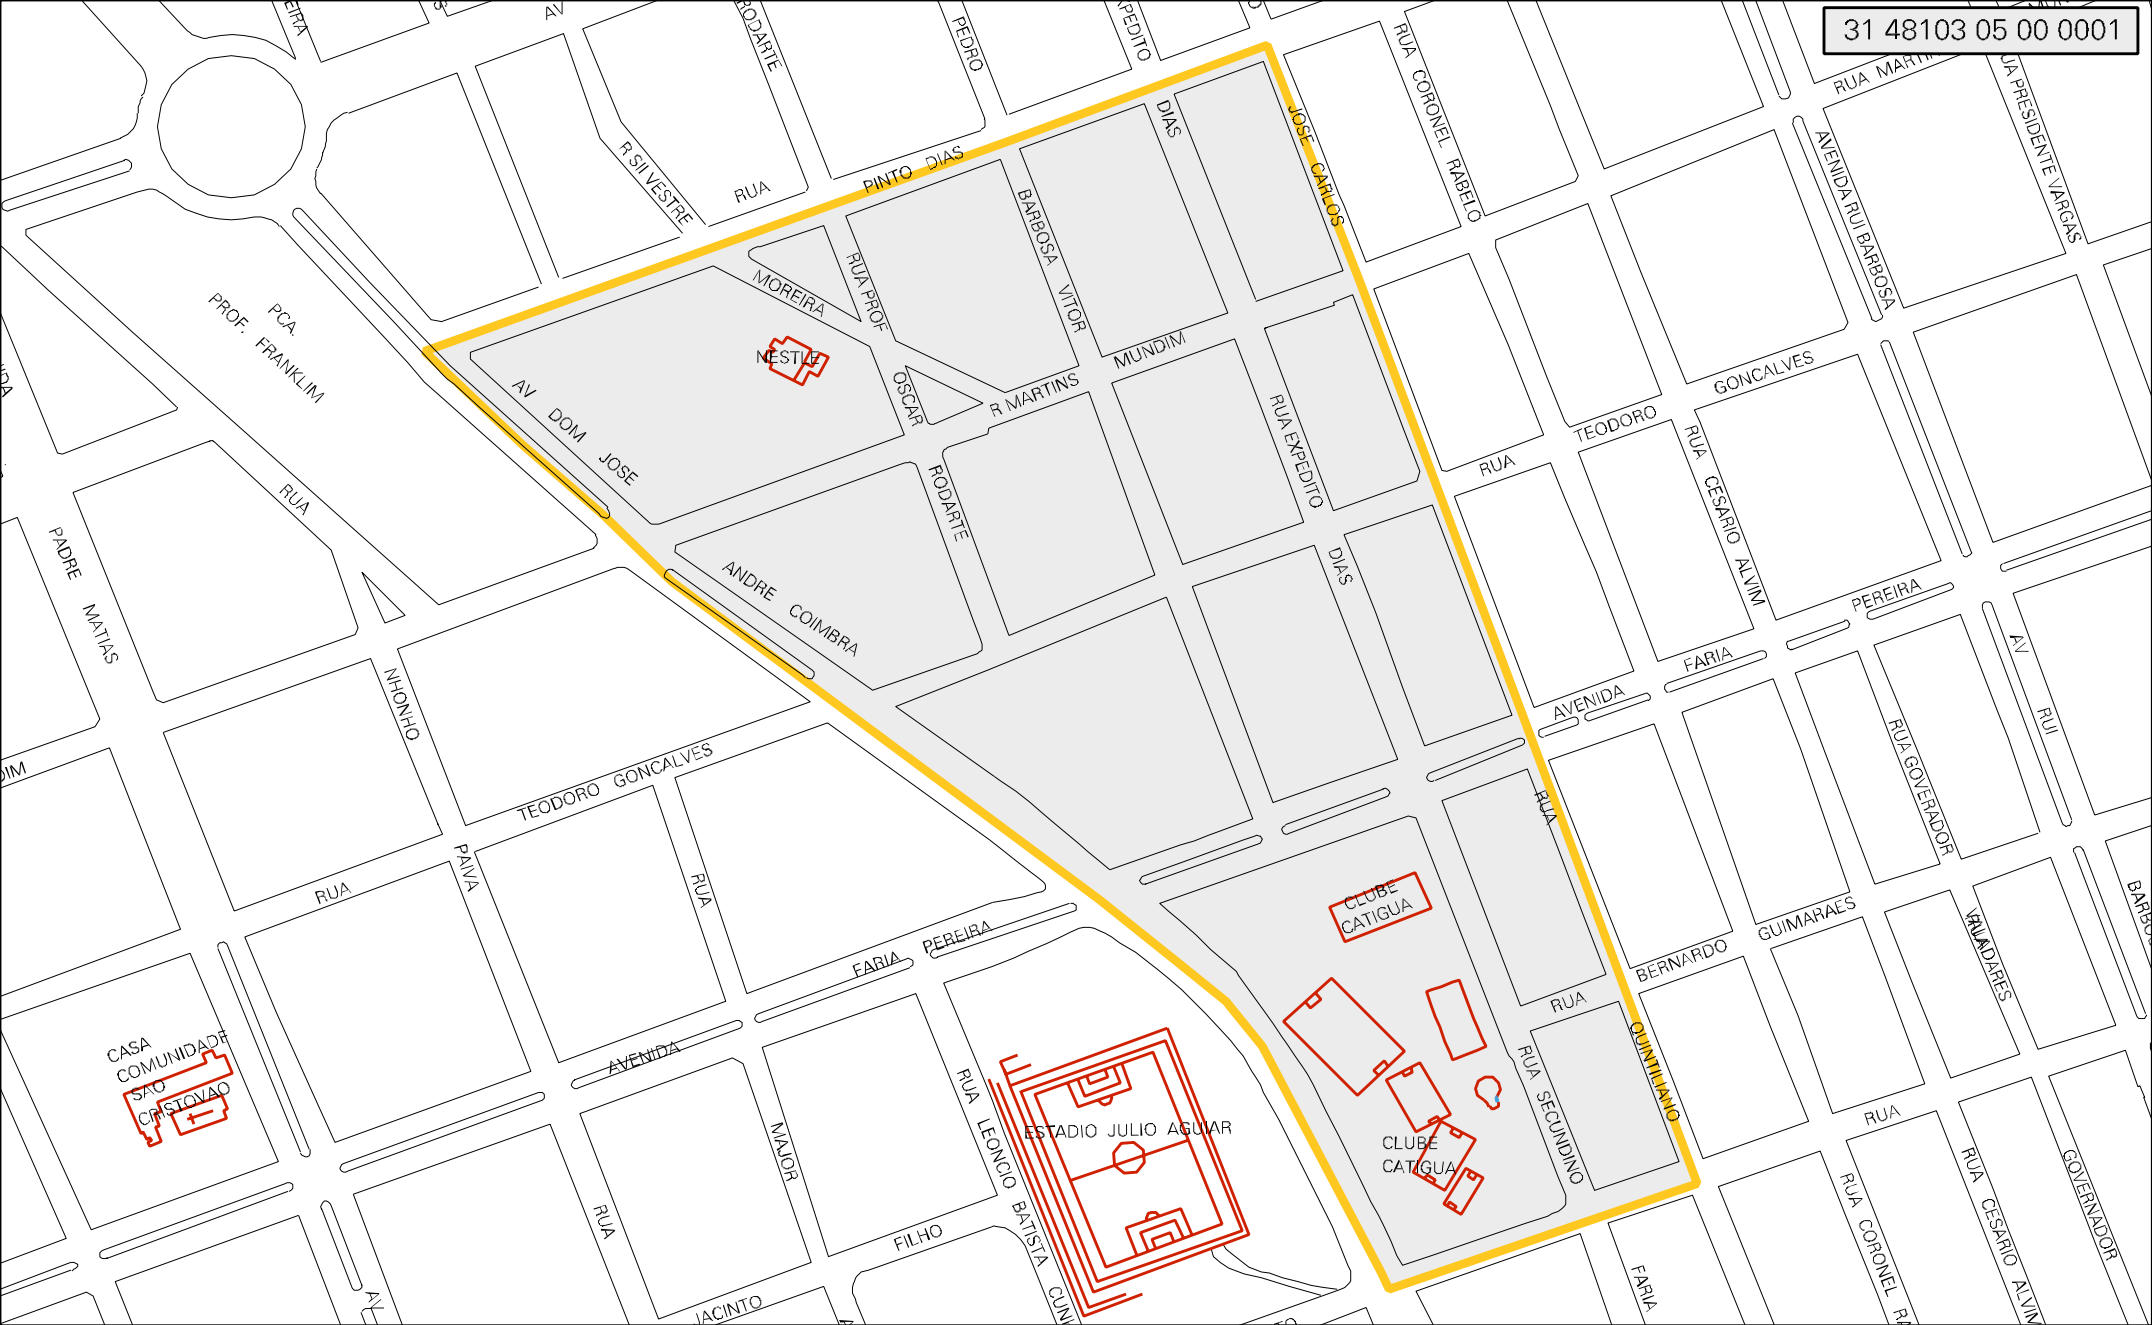 31 48103 05 00 0001
AV
RODARTE
PEDRO
RUA CORONEL RABELO
RUA PRESIDENTE VARGAS
AVENIDA RUI BARBOSA
R SILVESTRE
RUA PINTO DIAS
DIAS
JOSE CARLOS
BARBOSA VITOR
MOREIRA
RUA PROF
OSCAR
RODARTE
NESTLE
R MARTINS MUNDIM
RUA EXPEDITO
DIAS
PCA.
PROF. FRANKLIM
AV DOM JOSE
ANDRE COIMBRA
RUA TEODORO GONCALVES
RUA CESARIO ALVIM
RUA
PADRE MATIAS
NHONHO
PAIVA
AVENIDA FARIA PEREIRA
AV RUI
RUA GOVERNADOR
VALADARES
RUA TEODORO GONCALVES
RUA
RUA
QUINTILIANO
CLUBE
CATIGUA
RUA BERNARDO GUIMARAES
AVENIDA FARIA PEREIRA
CASA
COMUNIDADE
SAO
CRISTOVAO
RUA LEONCIO BATISTA
ESTADIO JULIO AGUIAR
CLUBE
CATIGUA
RUA SECUNDINO
FARIA
RUA
MAJOR
RUA
AV
JACINTO
FILHO
RUA CORONEL
RUA CESARIO ALVIM
GOVERNADOR